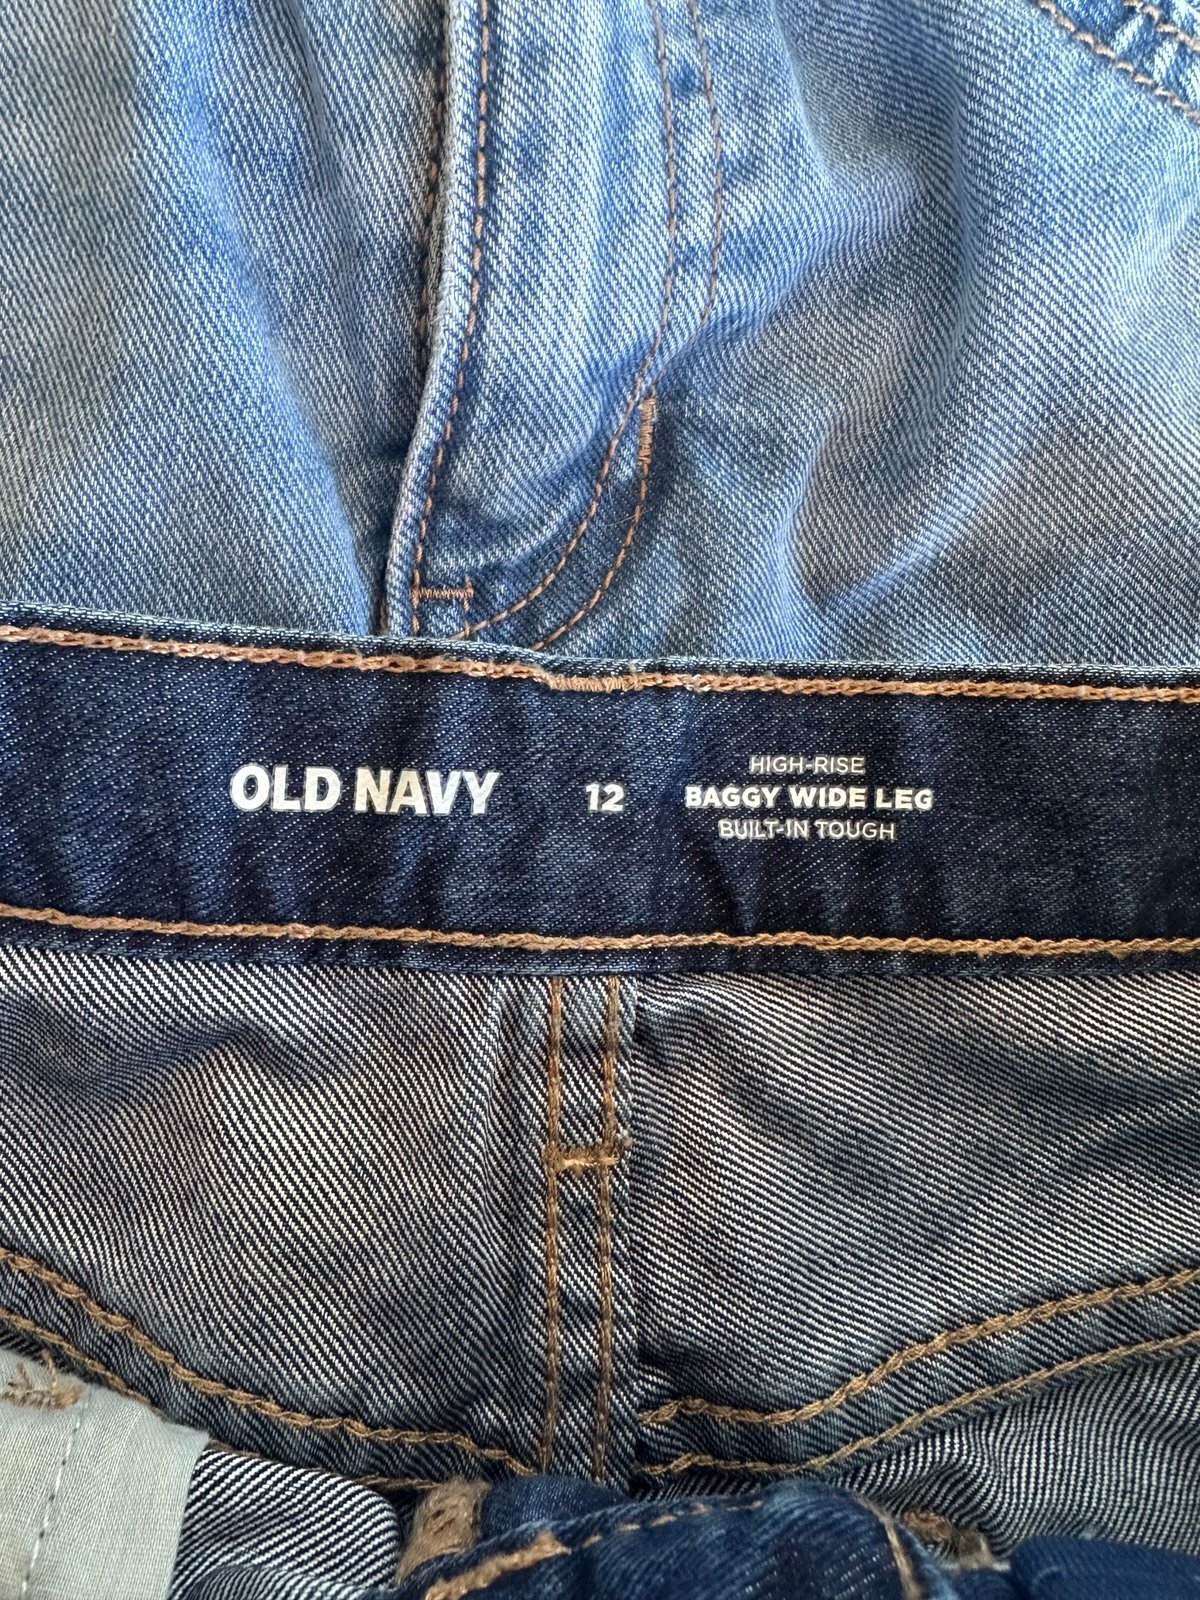 OLD NAVY
12
HIGH-RISE
BAGGY WIDE LEG
BUILT-IN TOUGH